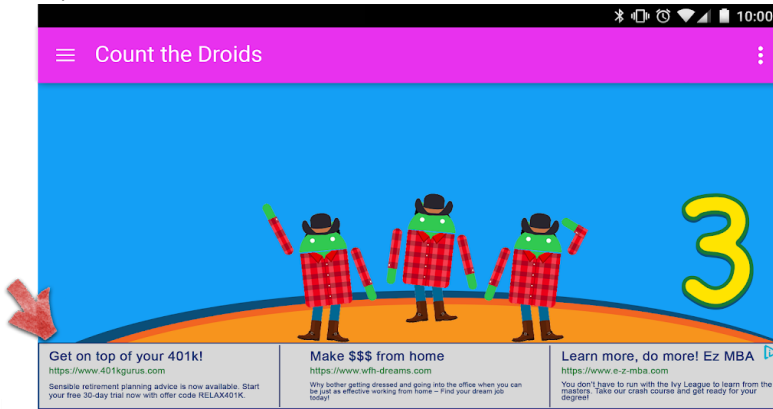 10:00
Count the Droids
3
Get on top of your 401k!
https://www.401kgurus.com
Sensible retirement planning advice is now available. Start
your free 30-day trial now with offer code RELAX401K.
Make $$$ from home
https://www.wfh-dreams.com
Why bother getting dressed and going into the office when you can
be just as effective working from home – Find your dream job
today!
Learn more, do more! Ez MBA
https://www.e-z-mba.com
You don't have to run with the Ivy League to learn from the
masters. Take our crash course and get ready for your
degree!